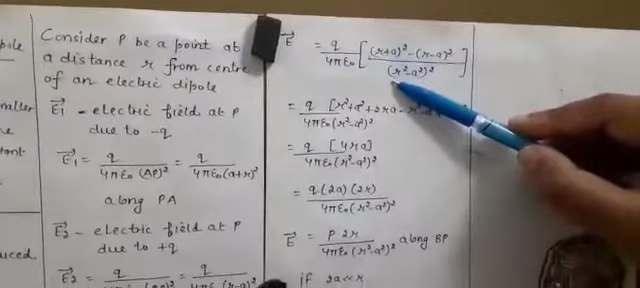 pole
maller
tant
uced
Consider P be a point at
a distance r from centre
of an electric dipole
E⃗₁ - electric field at P
due to -q
E⃗₁ = q/4πε₀(AP)² = q/4πε₀(a+r)²
along PA
E⃗₂ - electric field at P
due to +q
E⃗₂ = q/ = q/4πε₀(r-a)²
E⃗ = q/4πε₀ [(r+a)²-(r-a)²/(r²-a²)²]
= q [r²+a²+2ra-r²-a²+/4πε₀(r²-a²)²
= q [4ra]/4πε₀(r²-a²)²
= q(2a)(2r)/4πε₀(r²-a²)²
E⃗ = P 2r/4πε₀(r²-a²)² along BP
if 2a<<r